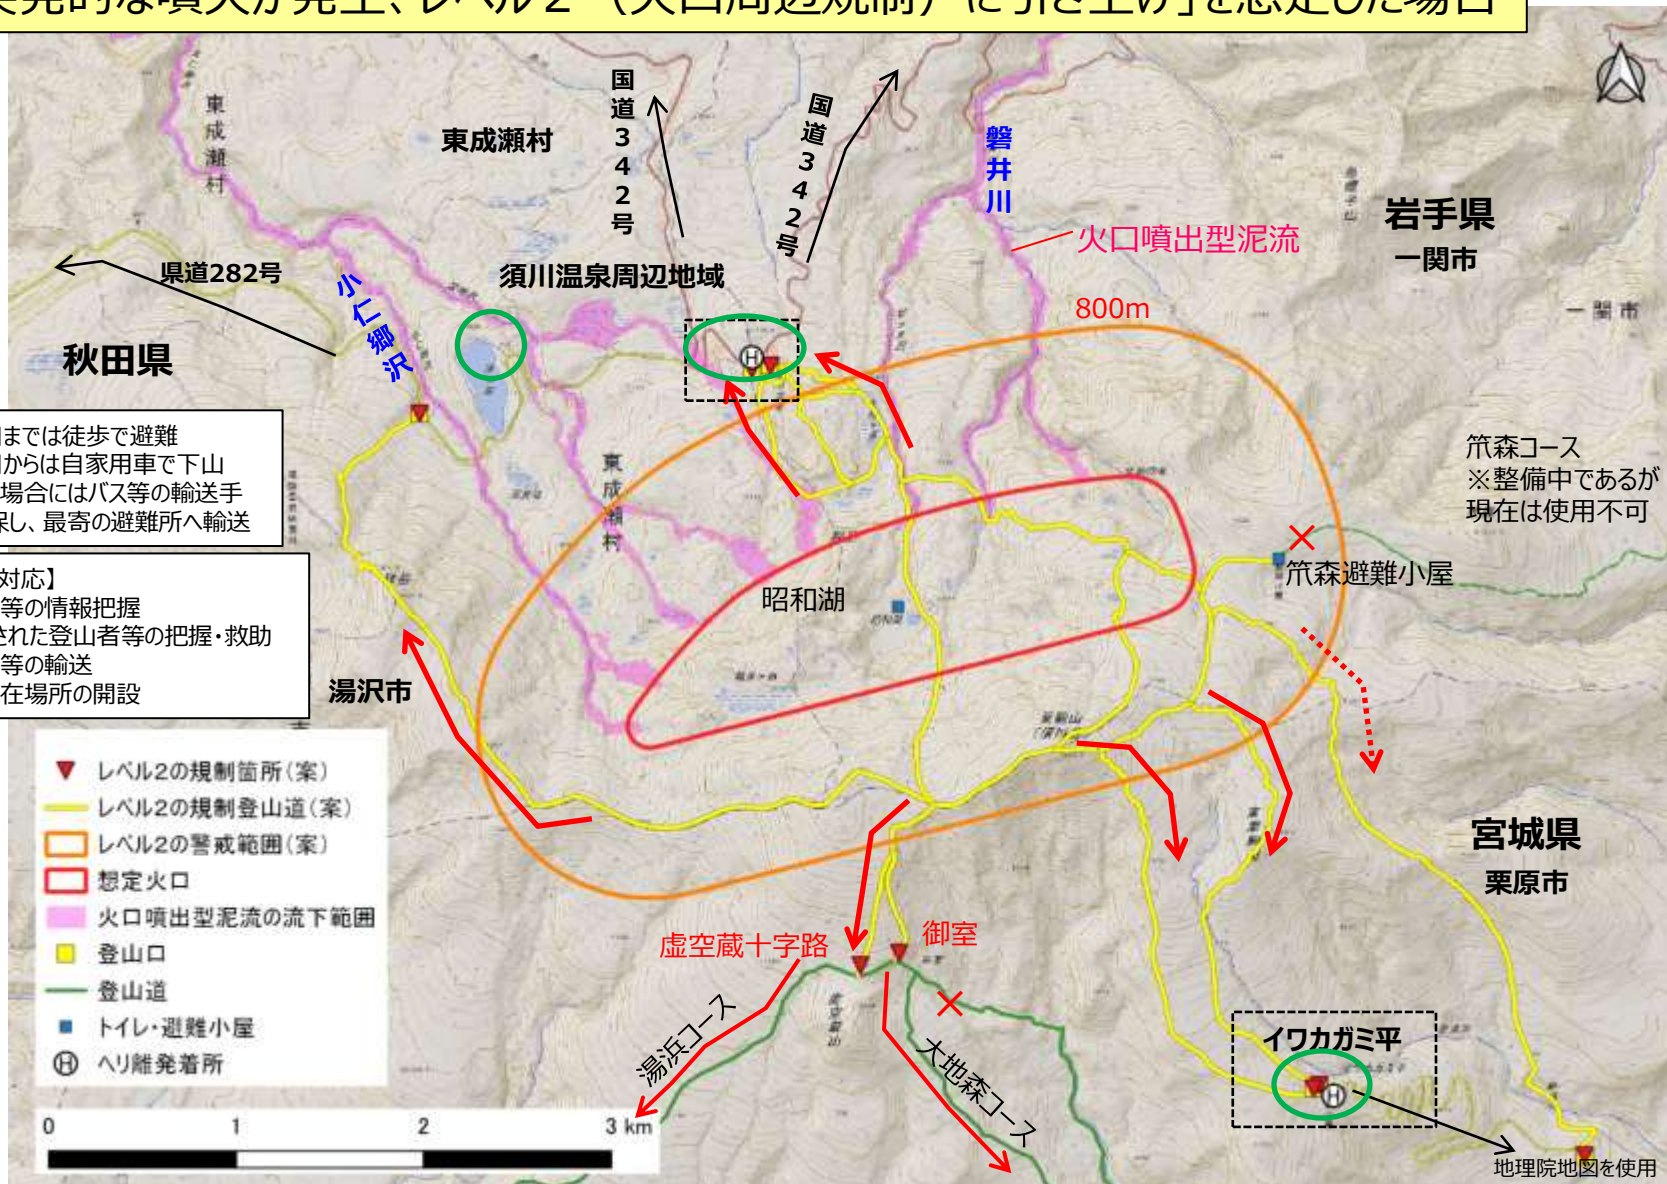 突発的な噴火が発生、レベル２（火口周辺規制）に引き上げ」を想定した場合
国道342号
国道342号
東成瀬村
東成瀬村
磐井川
岩手県
一関市
一関市
火口噴出型泥流
県道282号
小仁郷沢
須川温泉周辺地域
800m
秋田県
までは徒歩で避難
からは自家用車で下山
場合にはバス等の輸送手
保し、最寄の避難所へ輸送
東成瀬村
笊森コース
※整備中であるが
現在は使用不可
笊森避難小屋
昭和湖
対応】
等の情報把握
された登山者等の把握・救助
等の輸送
在場所の開設
湯沢市
レベル2の規制箇所(案)
レベル2の規制登山道(案)
レベル2の警戒範囲(案)
想定火口
火口噴出型泥流の流下範囲
登山口
登山道
トイレ・避難小屋
Ⓗ ヘリ離発着所
宮城県
栗原市
虚空蔵十字路
御室
湯浜コース
大地森コース
イワカガミ平
H
H
0 1 2 3 km
地理院地図を使用